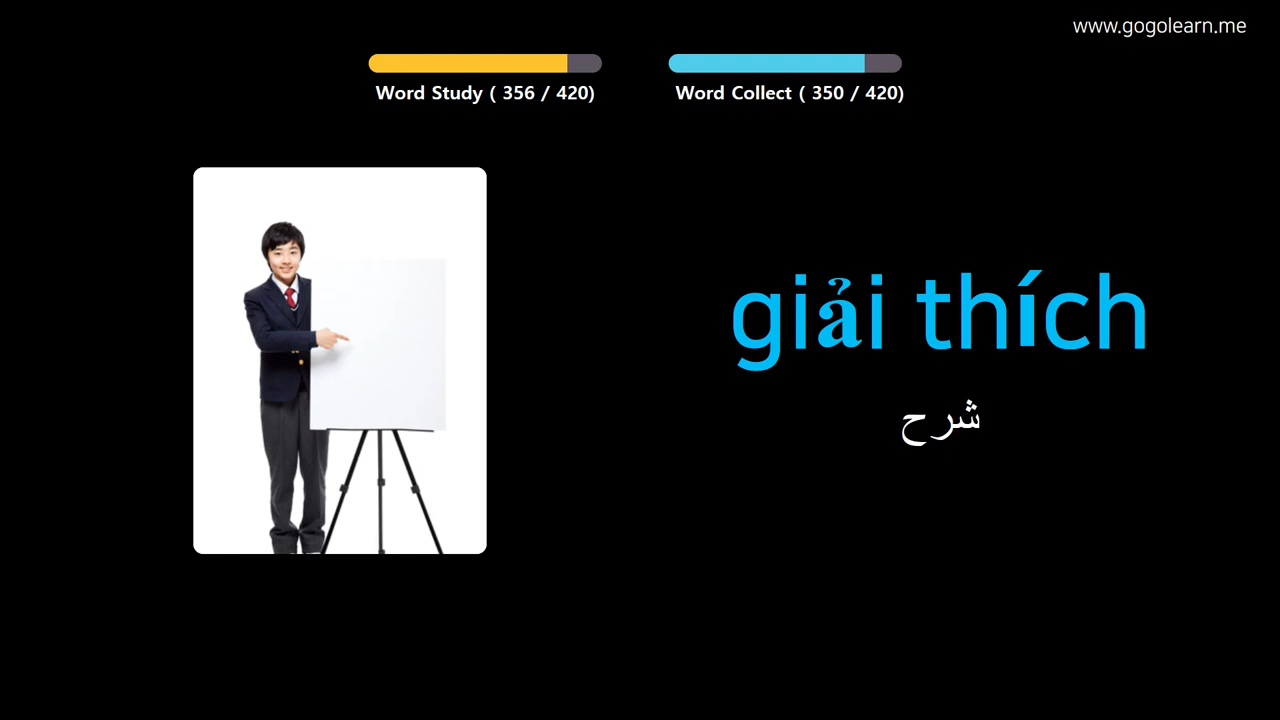 www.gogolearn.me
Word Study ( 356 / 420)
Word Collect ( 350 / 420)
giải thích
شرح